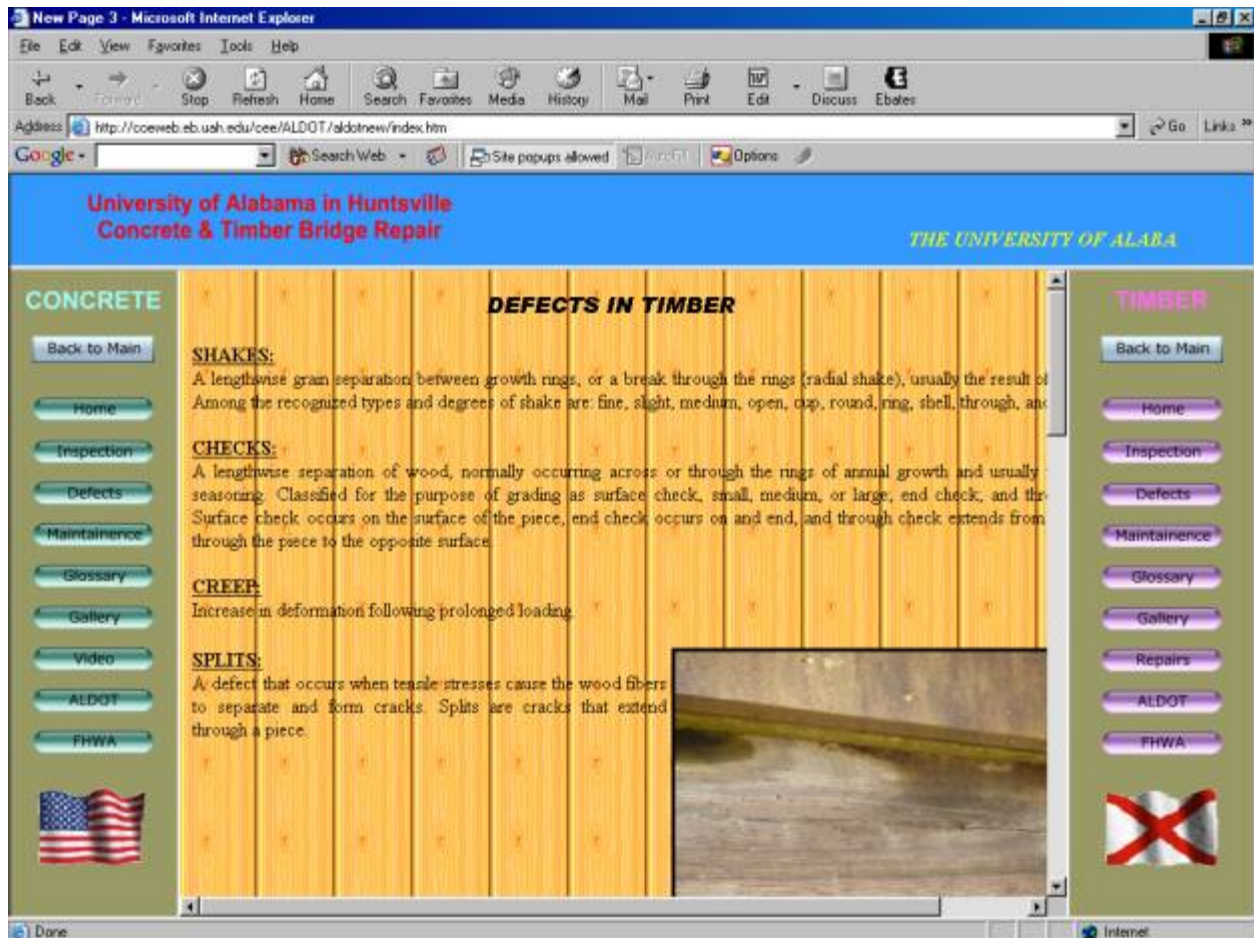 New Page 3 - Microsoft Internet Explorer
File Edit View Favorites Tools Help
Back Forward Stop Refresh Home Search Favorites Media History Mail Print Edit Discuss Ebates
Address http://coeweb.eb.uah.edu/cee/ALDOT/aldotnew/index.htm Go Links »
Google - Search Web Site popups allowed AutoFill Options
University of Alabama in Huntsville
Concrete & Timber Bridge Repair
THE UNIVERSITY OF ALABA
CONCRETE
Back to Main
Home
Inspection
Defects
Maintainence
Glossary
Gallery
Video
ALDOT
FHWA
DEFECTS IN TIMBER
SHAKES:
A lengthwise grain separation between growth rings, or a break through the rings (radial shake), usually the result of
Among the recognized types and degrees of shake are: fine, slight, medium, open, cup, round, ring, shell, through, and
CHECKS:
A lengthwise separation of wood, normally occurring across or through the rings of annual growth and usually
seasoning. Classified for the purpose of grading as surface check, small, medium, or large, end check, and thr
Surface check occurs on the surface of the piece, end check occurs on and end, and through check extends from
through the piece to the opposite surface.
CREEP:
Increase in deformation following prolonged loading.
SPLITS:
A defect that occurs when tensile stresses cause the wood fibers
to separate and form cracks. Splits are cracks that extend
through a piece.
TIMBER
Back to Main
Home
Inspection
Defects
Maintainence
Glossary
Gallery
Repairs
ALDOT
FHWA
Done Internet